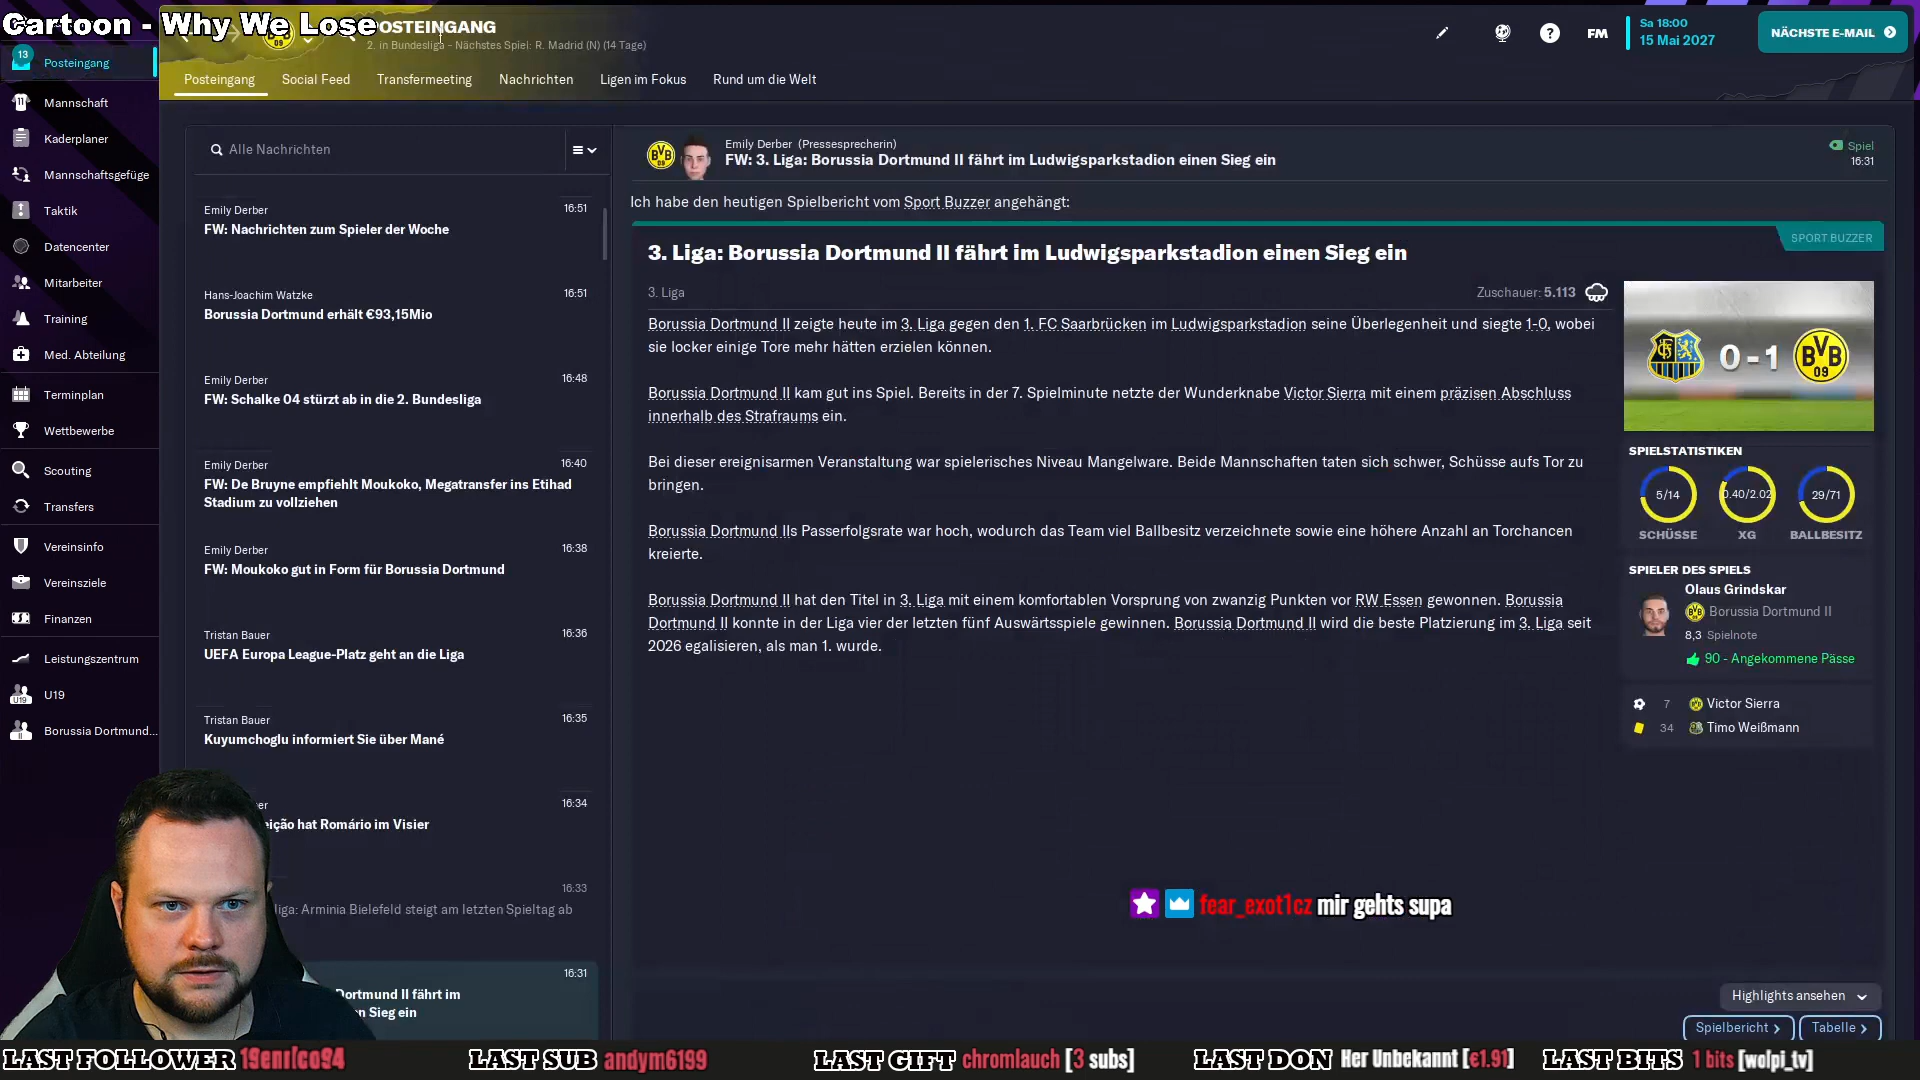 Cartoon - Why We Lose
POSTEINGANG
2. in Bundesliga - Nächstes Spiel: R. Madrid (N) (14 Tage)
FM
Sa 18:00
15 Mai 2027
NÄCHSTE E-MAIL
Posteingang
Social Feed
Transfermeeting
Nachrichten
Ligen im Fokus
Rund um die Welt
13
Posteingang
Mannschaft
Kaderplaner
Mannschaftsgefüge
Taktik
Datencenter
Mitarbeiter
Training
Med. Abteilung
Terminplan
Wettbewerbe
Scouting
Transfers
Vereinsinfo
Vereinsziele
Finanzen
Leistungszentrum
U19
Borussia Dortmund...
Alle Nachrichten
Emily Derber 16:51
FW: Nachrichten zum Spieler der Woche
Hans-Joachim Watzke 16:51
Borussia Dortmund erhält €93,15Mio
Emily Derber 16:48
FW: Schalke 04 stürzt ab in die 2. Bundesliga
Emily Derber 16:40
FW: De Bruyne empfiehlt Moukoko, Megatransfer ins Etihad
Stadium zu vollziehen
Emily Derber 16:38
FW: Moukoko gut in Form für Borussia Dortmund
Tristan Bauer 16:36
UEFA Europa League-Platz geht an die Liga
Tristan Bauer 16:35
Kuyumchoglu informiert Sie über Mané
16:34
hat Romário im Visier
16:33
Arminia Bielefeld steigt am letzten Spieltag ab
16:31
Dortmund II fährt im
Sieg ein
Emily Derber (Pressesprecherin)
FW: 3. Liga: Borussia Dortmund II fährt im Ludwigsparkstadion einen Sieg ein
Spiel
16:31
Ich habe den heutigen Spielbericht vom Sport Buzzer angehängt:
SPORT BUZZER
3. Liga: Borussia Dortmund II fährt im Ludwigsparkstadion einen Sieg ein
3. Liga
Zuschauer: 5.113
Borussia Dortmund II zeigte heute im 3. Liga gegen den 1. FC Saarbrücken im Ludwigsparkstadion seine Überlegenheit und siegte 1-0, wobei
sie locker einige Tore mehr hätten erzielen können.
Borussia Dortmund II kam gut ins Spiel. Bereits in der 7. Spielminute netzte der Wunderknabe Victor Sierra mit einem präzisen Abschluss
innerhalb des Strafraums ein.
Bei dieser ereignisarmen Veranstaltung war spielerisches Niveau Mangelware. Beide Mannschaften taten sich schwer, Schüsse aufs Tor zu
bringen.
Borussia Dortmund IIs Passerfolgsrate war hoch, wodurch das Team viel Ballbesitz verzeichnete sowie eine höhere Anzahl an Torchancen
kreierte.
Borussia Dortmund II hat den Titel in 3. Liga mit einem komfortablen Vorsprung von zwanzig Punkten vor RW Essen gewonnen. Borussia
Dortmund II konnte in der Liga vier der letzten fünf Auswärtsspiele gewinnen. Borussia Dortmund II wird die beste Platzierung im 3. Liga seit
2026 egalisieren, als man 1. wurde.
0 - 1
BVB
09
SPIELSTATISTIKEN
5/14
0.40/2.02
29/71
SCHÜSSE
XG
BALLBESITZ
SPIELER DES SPIELS
Olaus Grindskar
Borussia Dortmund II
8,3 Spielnote
90 - Angekommene Pässe
7 Victor Sierra
34 Timo Weißmann
fear_exot1cz mir gehts supa
Highlights ansehen
Spielbericht
Tabelle
LAST FOLLOWER 19enrico94
LAST SUB andym6199
LAST GIFT chromlauch [3 subs]
LAST DON Her Unbekannt [€1.91]
LAST BITS 1 bits [wolpi_tv]